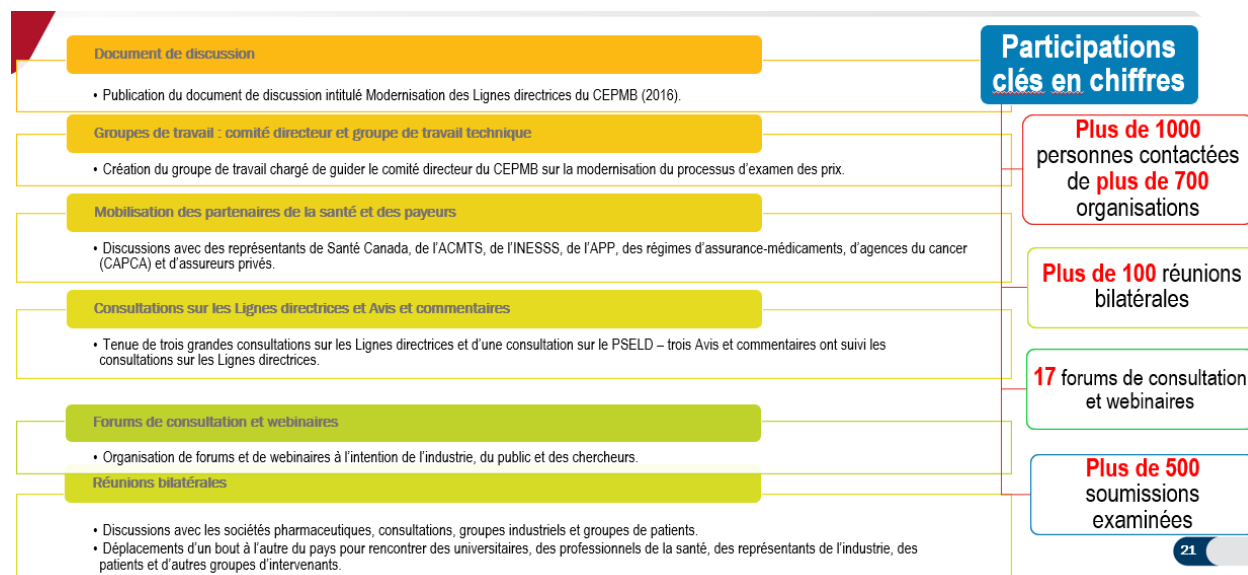 Document de discussion
• Publication du document de discussion intitulé Modernisation des Lignes directrices du CEPMB (2016).
Groupes de travail : comité directeur et groupe de travail technique
• Création du groupe de travail chargé de guider le comité directeur du CEPMB sur la modernisation du processus d'examen des prix.
Mobilisation des partenaires de la santé et des payeurs
• Discussions avec des représentants de Santé Canada, de l'ACMTS, de l'INESSS, de l'APP, des régimes d'assurance-médicaments, d'agences du cancer
(CAPCA) et d'assureurs privés.
Consultations sur les Lignes directrices et Avis et commentaires
• Tenue de trois grandes consultations sur les Lignes directrices et d'une consultation sur le PSELD – trois Avis et commentaires ont suivi les
consultations sur les Lignes directrices.
Forums de consultation et webinaires
• Organisation de forums et de webinaires à l'intention de l'industrie, du public et des chercheurs.
Réunions bilatérales
• Discussions avec les sociétés pharmaceutiques, consultations, groupes industriels et groupes de patients.
• Déplacements d'un bout à l'autre du pays pour rencontrer des universitaires, des professionnels de la santé, des représentants de l'industrie, des
patients et d'autres groupes d'intervenants.
Participations
clés en chiffres
Plus de 1000
personnes contactées
de plus de 700
organisations
Plus de 100 réunions
bilatérales
17 forums de consultation
et webinaires
Plus de 500
soumissions
examinées
21